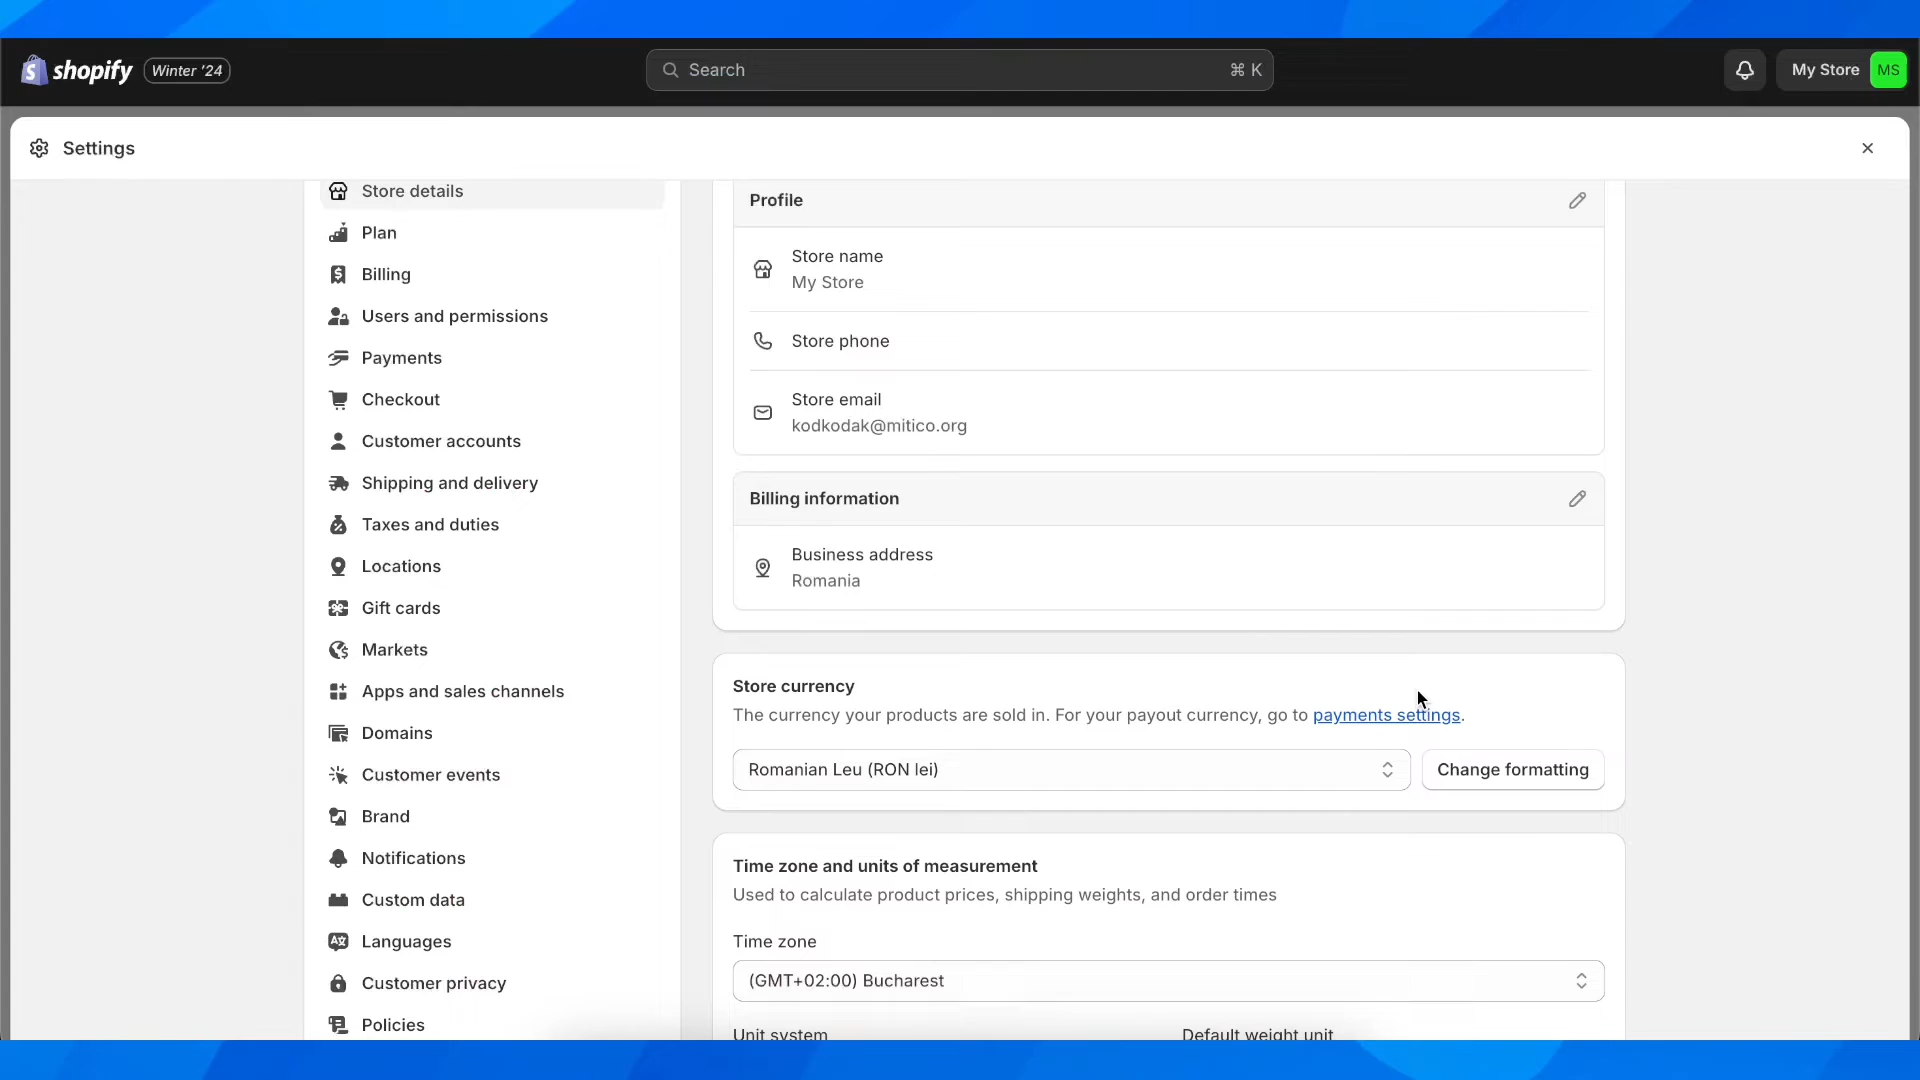 shopify
Winter '24
Search
⌘ K
My Store
MS
Settings
Store details
Plan
Billing
Users and permissions
Payments
Checkout
Customer accounts
Shipping and delivery
Taxes and duties
Locations
Gift cards
Markets
Apps and sales channels
Domains
Customer events
Brand
Notifications
Custom data
Languages
Customer privacy
Policies
Profile
Store name
My Store
Store phone
Store email
kodkodak@mitico.org
Billing information
Business address
Romania
Store currency
The currency your products are sold in. For your payout currency, go to payments settings.
Romanian Leu (RON lei)
Change formatting
Time zone and units of measurement
Used to calculate product prices, shipping weights, and order times
Time zone
(GMT+02:00) Bucharest
Unit system
Default weight unit